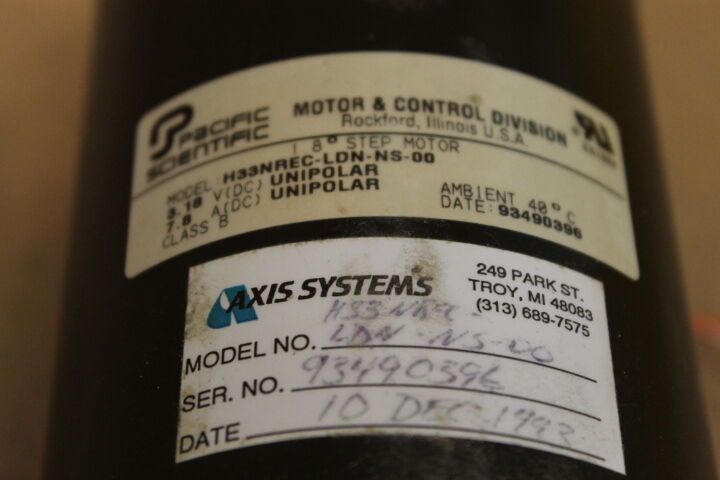 PACIFIC
SCIENTIFIC
MOTOR & CONTROL DIVISION
Rockford, Illinois U.S.A.
1.8° STEP MOTOR
MODEL: H33NREC-LDN-NS-00
3.18 V(DC) UNIPOLAR
7.8 A(DC) UNIPOLAR
CLASS B
AMBIENT 40° C
DATE: 93490396
AXIS SYSTEMS
249 PARK ST.
TROY, MI 48083
(313) 689-7575
H33NREC-
MODEL NO. LDN-NS-00
SER. NO. 93490396
DATE 10 DEC 1993